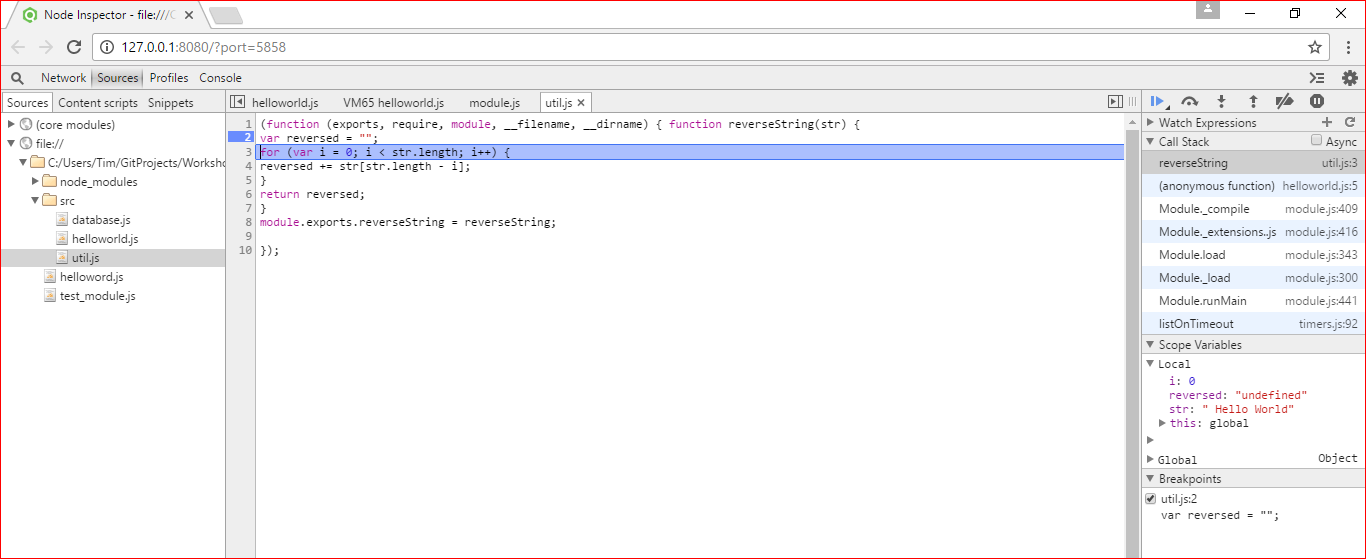 Node Inspector - file:///C
127.0.0.1:8080/?port=5858
Network Sources Profiles Console
Sources Content scripts Snippets
(core modules)
file://
C:/Users/Tim/GitProjects/Worksho
node_modules
src
database.js
helloworld.js
util.js
helloword.js
test_module.js
helloworld.js VM65 helloworld.js module.js util.js
1 (function (exports, require, module, __filename, __dirname) { function reverseString(str) {
2 var reversed = "";
3 for (var i = 0; i < str.length; i++) {
4 reversed += str[str.length - i];
5 }
6 return reversed;
7 }
8 module.exports.reverseString = reverseString;
9
10 });
Watch Expressions
Call Stack Async
reverseString util.js:3
(anonymous function) helloworld.js:5
Module._compile module.js:409
Module._extensions..js module.js:416
Module.load module.js:343
Module._load module.js:300
Module.runMain module.js:441
listOnTimeout timers.js:92
Scope Variables
Local
i: 0
reversed: "undefined"
str: " Hello World"
this: global
Global Object
Breakpoints
util.js:2
var reversed = "";